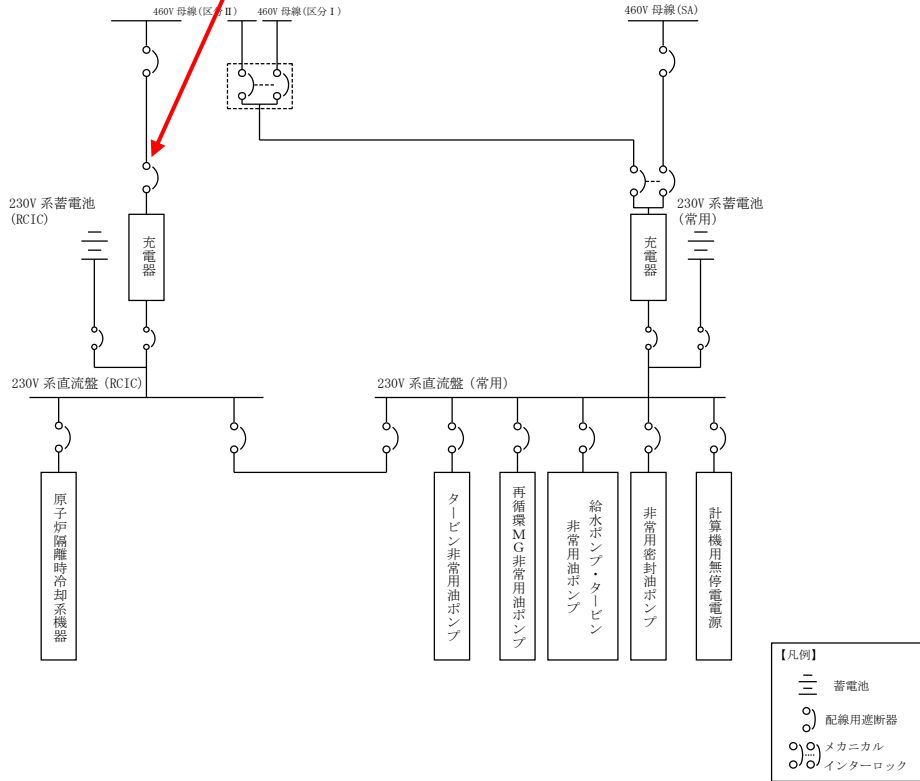 460V 母線(区分Ⅱ)
460V 母線(区分Ⅰ)
460V 母線(SA)
230V 系蓄電池
(RCIC)
充電器
充電器
230V 系蓄電池
(常用)
230V 系直流盤 (RCIC)
230V 系直流盤 (常用)
原子炉隔離時冷却系機器
タービン非常用油ポンプ
再循環MG非常用油ポンプ
給水ポンプ・タービン
非常用油ポンプ
非常用密封油ポンプ
計算機用無停電電源
【凡例】
蓄電池
配線用遮断器
メカニカル
インターロック